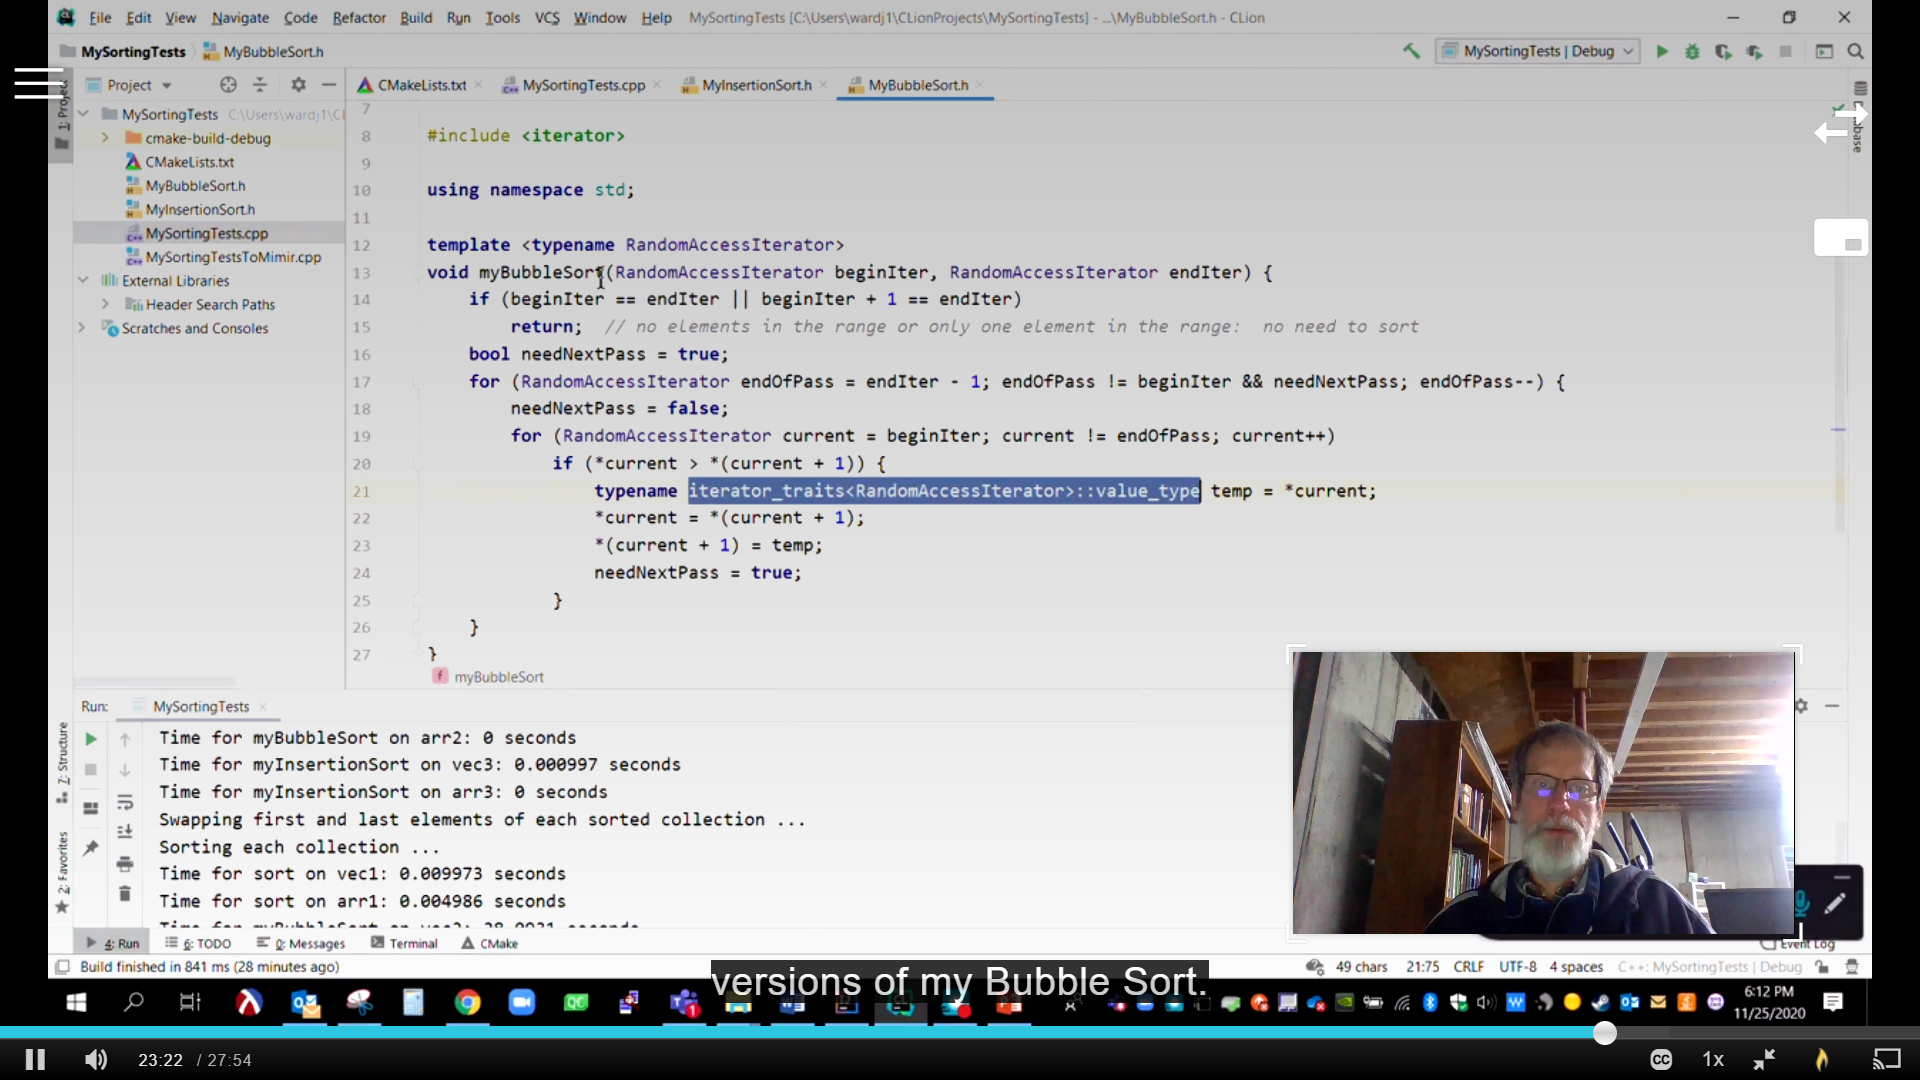 File Edit View Navigate Code Refactor Build Run Tools VCS Window Help MySortingTests [C:\Users\wardj1\CLionProjects\MySortingTests] - ...\MyBubbleSort.h - CLion
MySortingTests MyBubbleSort.h
MySortingTests | Debug
Project
CMakeLists.txt MySortingTests.cpp MyInsertionSort.h MyBubbleSort.h
1: Project
MySortingTests C:\Users\wardj1\Cl
cmake-build-debug
CMakeLists.txt
MyBubbleSort.h
MyInsertionSort.h
MySortingTests.cpp
MySortingTestsToMimir.cpp
External Libraries
Header Search Paths
Scratches and Consoles
7
8 #include <iterator>
9
10 using namespace std;
11
12 template <typename RandomAccessIterator>
13 void myBubbleSort(RandomAccessIterator beginIter, RandomAccessIterator endIter) {
14 if (beginIter == endIter || beginIter + 1 == endIter)
15 return; // no elements in the range or only one element in the range: no need to sort
16 bool needNextPass = true;
17 for (RandomAccessIterator endOfPass = endIter - 1; endOfPass != beginIter && needNextPass; endOfPass--) {
18 needNextPass = false;
19 for (RandomAccessIterator current = beginIter; current != endOfPass; current++)
20 if (*current > *(current + 1)) {
21 typename iterator_traits<RandomAccessIterator>::value_type temp = *current;
22 *current = *(current + 1);
23 *(current + 1) = temp;
24 needNextPass = true;
25 }
26 }
27 }
f myBubbleSort
Run: MySortingTests
Time for myBubbleSort on arr2: 0 seconds
Time for myInsertionSort on vec3: 0.000997 seconds
Time for myInsertionSort on arr3: 0 seconds
Swapping first and last elements of each sorted collection ...
Sorting each collection ...
Time for sort on vec1: 0.009973 seconds
Time for sort on arr1: 0.004986 seconds
7: Structure
2: Favorites
4: Run 6: TODO 0: Messages Terminal CMake
Event Log
Build finished in 841 ms (28 minutes ago)
49 chars 21:75 CRLF UTF-8 4 spaces C++: MySortingTests | Debug
versions of my Bubble Sort.
6:12 PM
11/25/2020
23:22 / 27:54
CC 1x